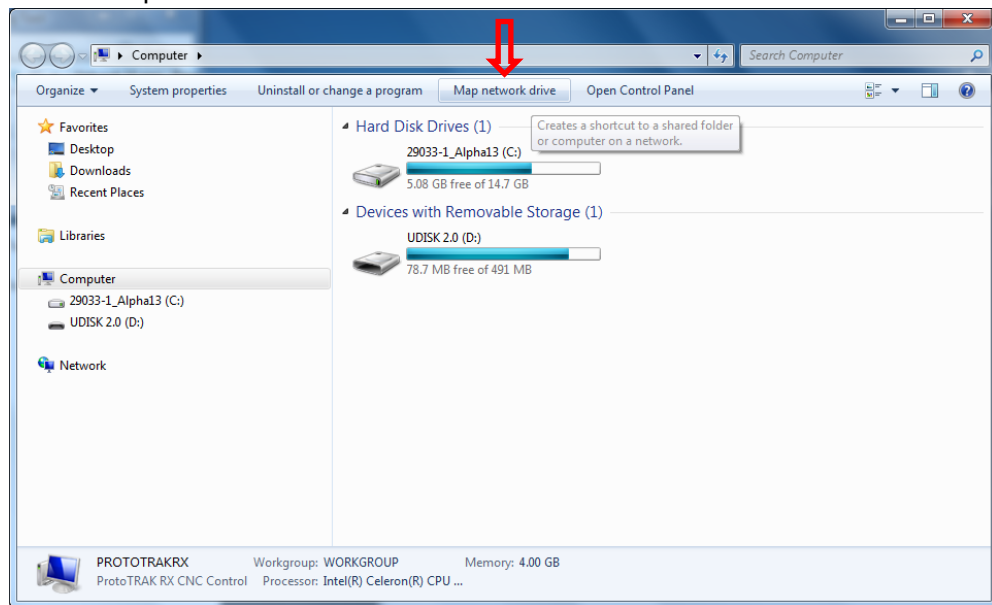 Computer
Search Computer
Organize
System properties
Uninstall or change a program
Map network drive
Open Control Panel
Favorites
Desktop
Downloads
Recent Places
Libraries
Computer
29033-1_Alpha13 (C:)
UDISK 2.0 (D:)
Network
Hard Disk Drives (1)
Creates a shortcut to a shared folder
or computer on a network.
29033-1_Alpha13 (C:)
5.08 GB free of 14.7 GB
Devices with Removable Storage (1)
UDISK 2.0 (D:)
78.7 MB free of 491 MB
PROTOTRAKRX Workgroup: WORKGROUP Memory: 4.00 GB
ProtoTRAK RX CNC Control Processor: Intel(R) Celeron(R) CPU ...